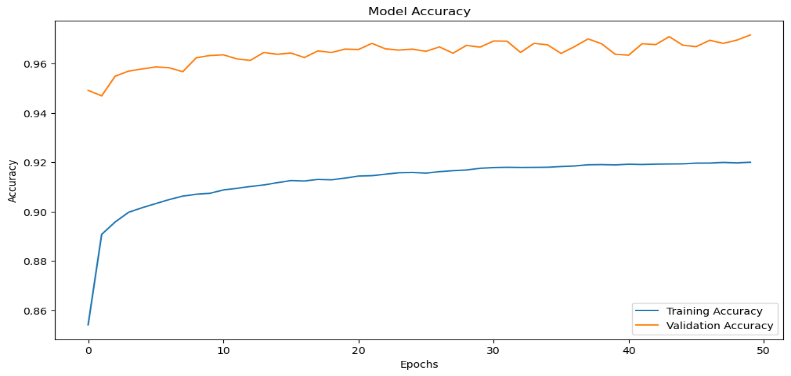 Model Accuracy
Accuracy
0.96
0.94
0.92
0.90
0.88
0.86
0
10
20
30
40
50
Epochs
Training Accuracy
Validation Accuracy